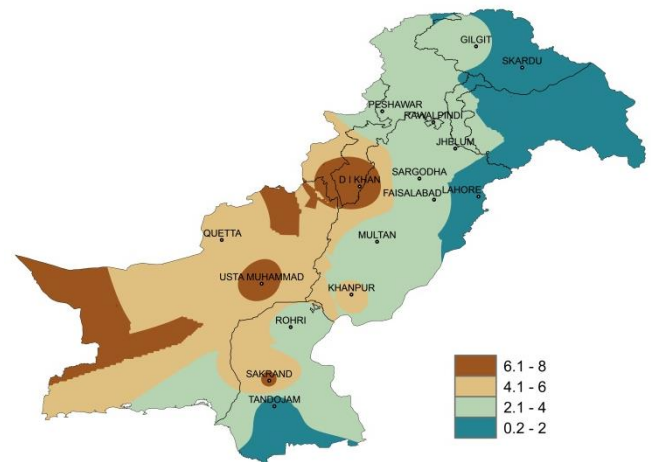 GILGIT
SKARDU
PESHAWAR
RAWALPINDI
JHELUM
D I KHAN
SARGODHA
FAISALABAD
LAHORE
QUETTA
MULTAN
USTA MUHAMMAD
KHANPUR
ROHRI
SAKRAND
TANDOJAM
6.1 - 8
4.1 - 6
2.1 - 4
0.2 - 2